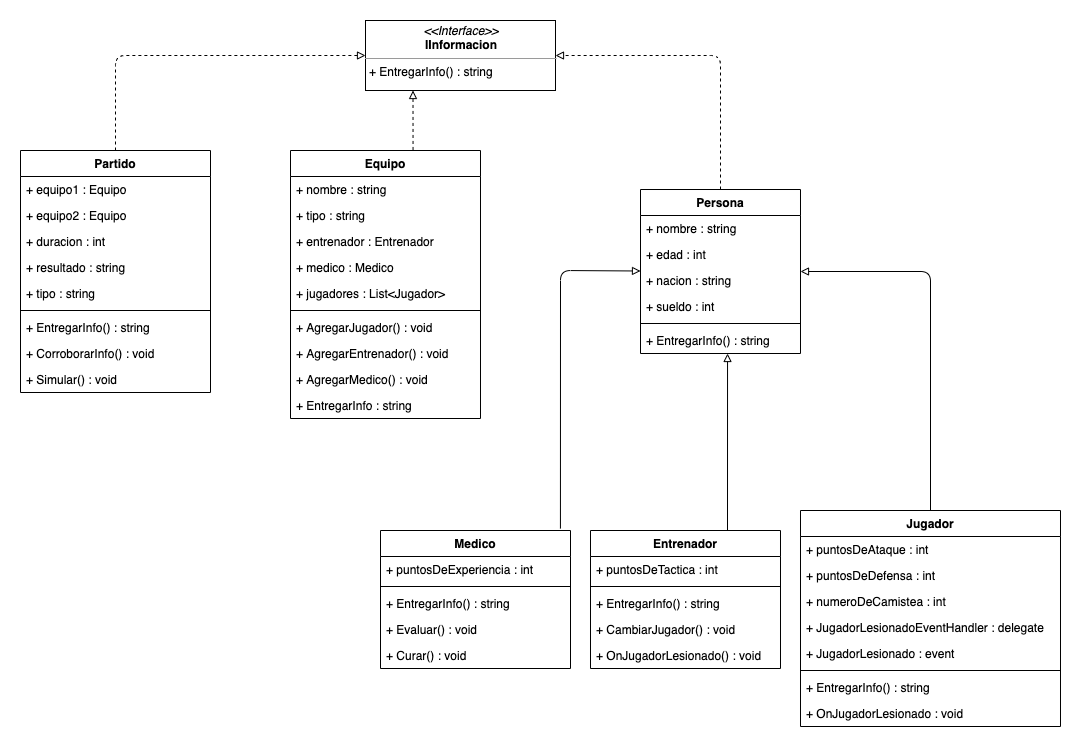 <<Interface>>
IInformacion
+ EntregarInfo() : string
Partido
+ equipo1 : Equipo
+ equipo2 : Equipo
+ duracion : int
+ resultado : string
+ tipo : string
+ EntregarInfo() : string
+ CorroborarInfo() : void
+ Simular() : void
Equipo
+ nombre : string
+ tipo : string
+ entrenador : Entrenador
+ medico : Medico
+ jugadores : List<Jugador>
+ AgregarJugador() : void
+ AgregarEntrenador() : void
+ AgregarMedico() : void
+ EntregarInfo : string
Persona
+ nombre : string
+ edad : int
+ nacion : string
+ sueldo : int
+ EntregarInfo() : string
Medico
+ puntosDeExperiencia : int
+ EntregarInfo() : string
+ Evaluar() : void
+ Curar() : void
Entrenador
+ puntosDeTactica : int
+ EntregarInfo() : string
+ CambiarJugador() : void
+ OnJugadorLesionado() : void
Jugador
+ puntosDeAtaque : int
+ puntosDeDefensa : int
+ numeroDeCamistea : int
+ JugadorLesionadoEventHandler : delegate
+ JugadorLesionado : event
+ EntregarInfo() : string
+ OnJugadorLesionado : void